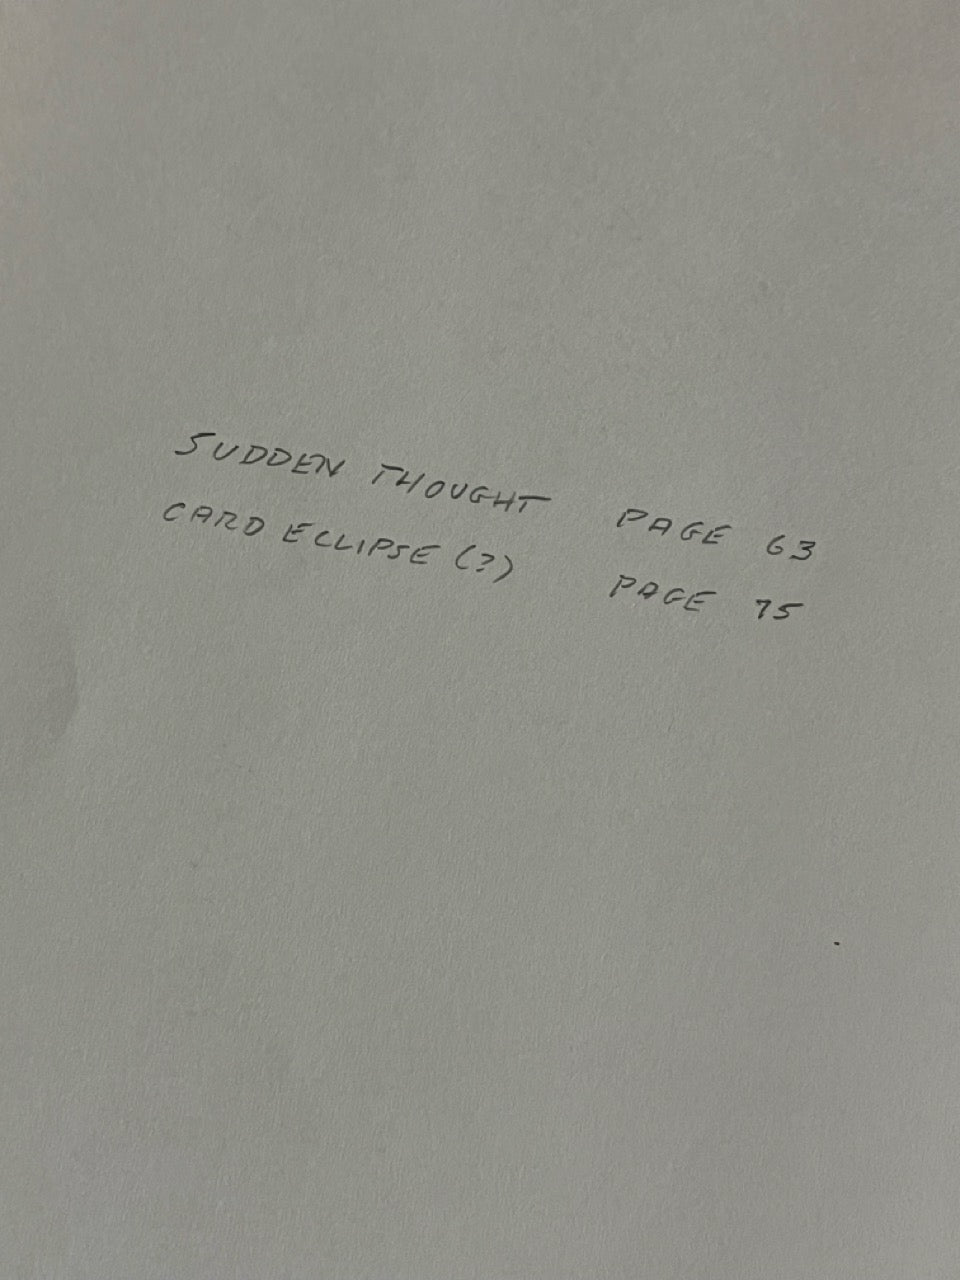 SUDDEN THOUGHT PAGE 63
CARD ECLIPSE (?) PAGE 75